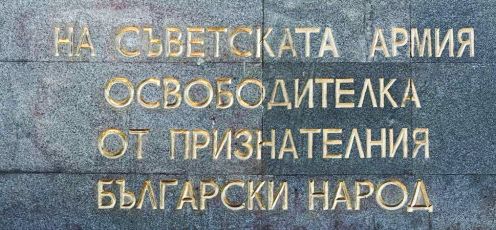 НА СЪВЕТСКАТА АРМИЯ
ОСВОБОДИТЕЛКА
ОТ ПРИЗНАТЕЛНИЯ
БЪЛГАРСКИ НАРОД